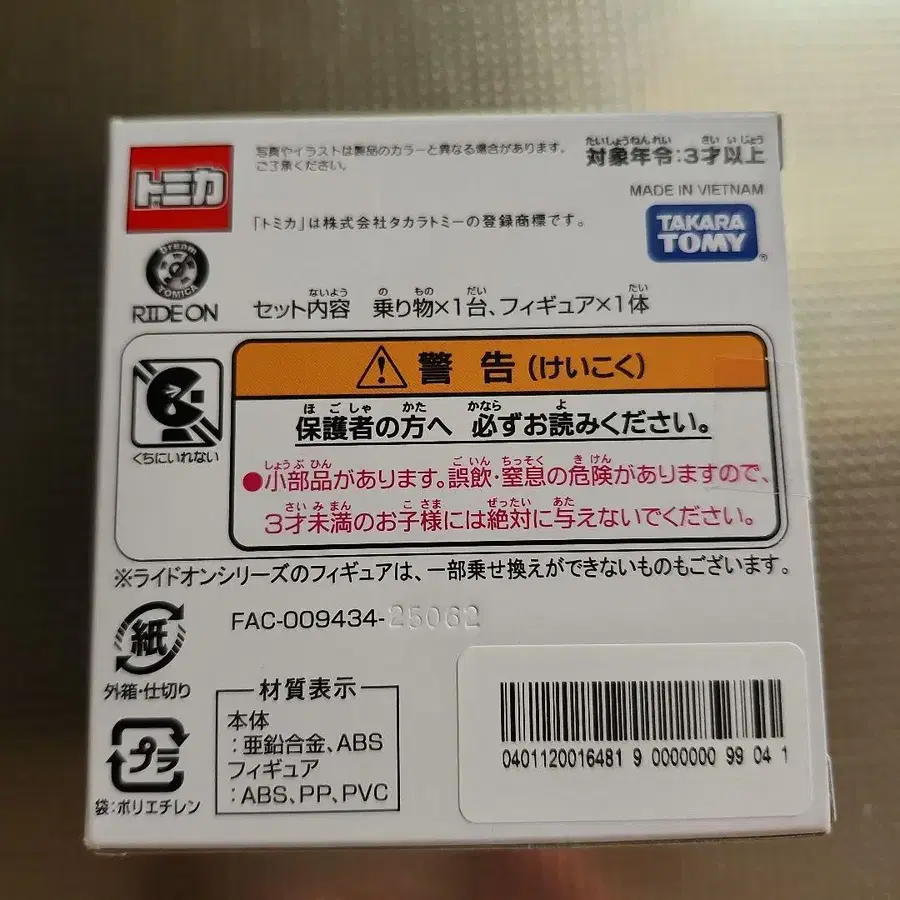 トミカ
写真やイラストは製品のカラーと異なる場合があります。
ご了承ください。
たいしょうねんれい さい いじょう
対象年令:3才以上
MADE IN VIETNAM
「トミカ」は株式会社タカラトミーの登録商標です。
TAKARA
TOMY®
Dream
TOMICA
RIDE ON
ないよう の もの だい たい
セット内容 乗り物×1台、フィギュア×1体
警告(けいこく)
ほごしゃ かた かなら よ
保護者の方へ 必ずお読みください。
くちにいれない
しょうぶひん ごいん ちっそく きけん
●小部品があります。誤飲・窒息の危険がありますので、
さいみまん こさま ぜったい あた
3才未満のお子様には絶対に与えないでください。
※ライドオンシリーズのフィギュアは、一部乗せ換えができないものもございます。
FAC-009434-25062
紙
外箱・仕切り
プラ
袋:ポリエチレン
材質表示
本体
:亜鉛合金、ABS
フィギュア
:ABS、PP、PVC
0401120016481 9 0000000 99 04 1